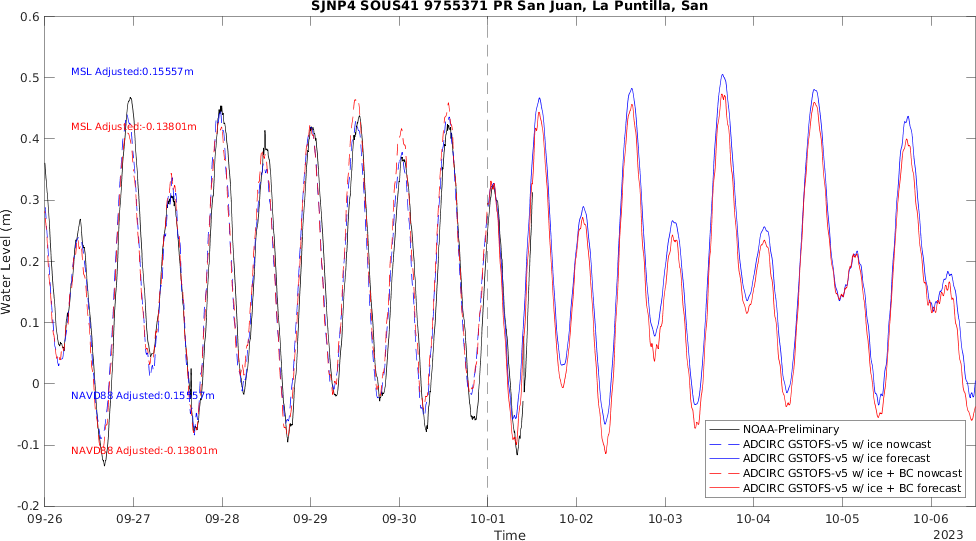 SJNP4 SOUS41 9755371 PR San Juan, La Puntilla, San
0.6
0.5
0.4
0.3
0.2
0.1
0
-0.1
-0.2
Water Level (m)
MSL Adjusted:0.15557m
MSL Adjusted:-0.13801m
NAVD88 Adjusted:0.15557m
NAVD88 Adjusted:-0.13801m
NOAA-Preliminary
ADCIRC GSTOFS-v5 w/ ice nowcast
ADCIRC GSTOFS-v5 w/ ice forecast
ADCIRC GSTOFS-v5 w/ ice + BC nowcast
ADCIRC GSTOFS-v5 w/ ice + BC forecast
09-26 09-27 09-28 09-29 09-30 10-01 10-02 10-03 10-04 10-05 10-06
Time
2023